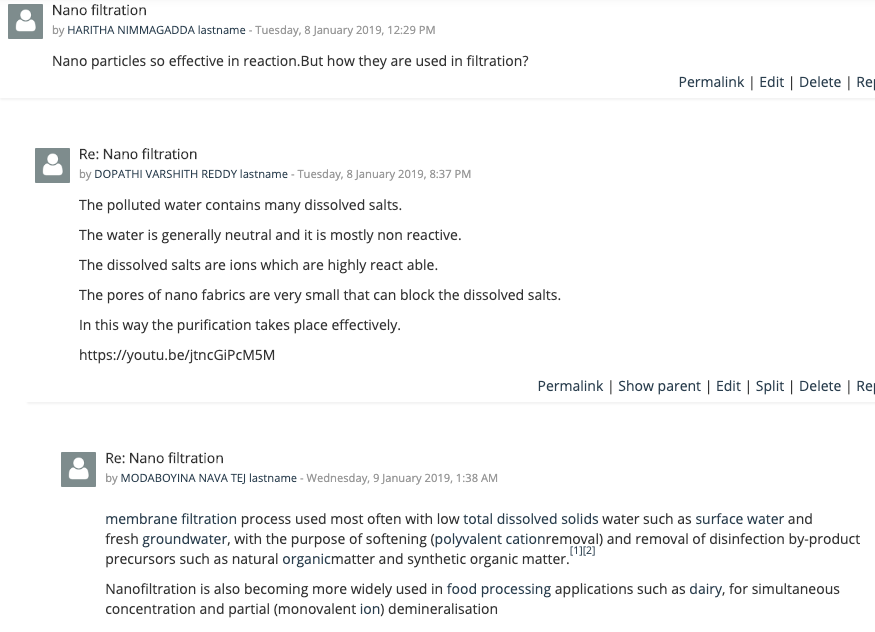 Nano filtration
by HARITHA NIMMAGADDA lastname - Tuesday, 8 January 2019, 12:29 PM
Nano particles so effective in reaction.But how they are used in filtration?
Permalink | Edit | Delete | Rep
Re: Nano filtration
by DOPATHI VARSHITH REDDY lastname - Tuesday, 8 January 2019, 8:37 PM
The polluted water contains many dissolved salts.
The water is generally neutral and it is mostly non reactive.
The dissolved salts are ions which are highly react able.
The pores of nano fabrics are very small that can block the dissolved salts.
In this way the purification takes place effectively.
https://youtu.be/jtncGiPcM5M
Permalink | Show parent | Edit | Split | Delete | Rep
Re: Nano filtration
by MODABOYINA NAVA TEJ lastname - Wednesday, 9 January 2019, 1:38 AM
membrane filtration process used most often with low total dissolved solids water such as surface water and
fresh groundwater, with the purpose of softening (polyvalent cationremoval) and removal of disinfection by-product
precursors such as natural organicmatter and synthetic organic matter.[1][2]
Nanofiltration is also becoming more widely used in food processing applications such as dairy, for simultaneous
concentration and partial (monovalent ion) demineralisation